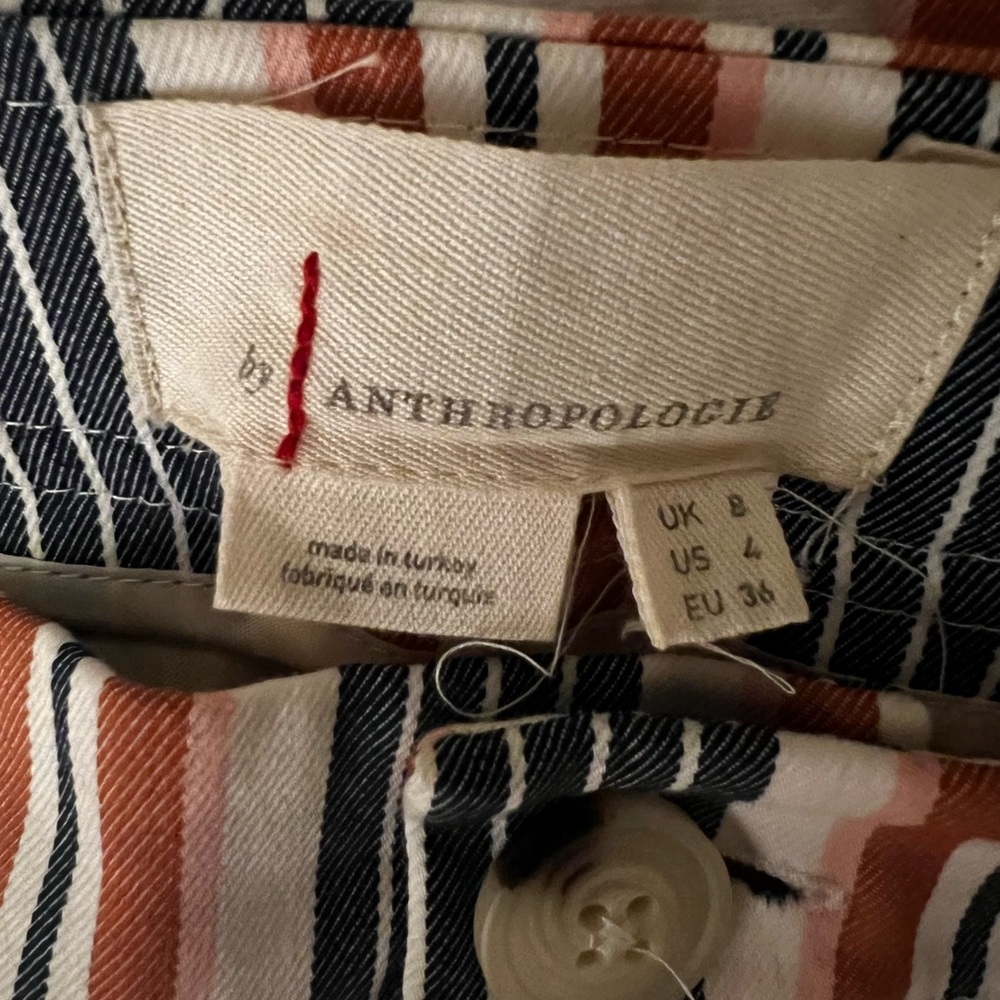 by ANTHROPOLOGIE
made in turkey
fabriqué en turquie
UK 8
US 4
EU 36